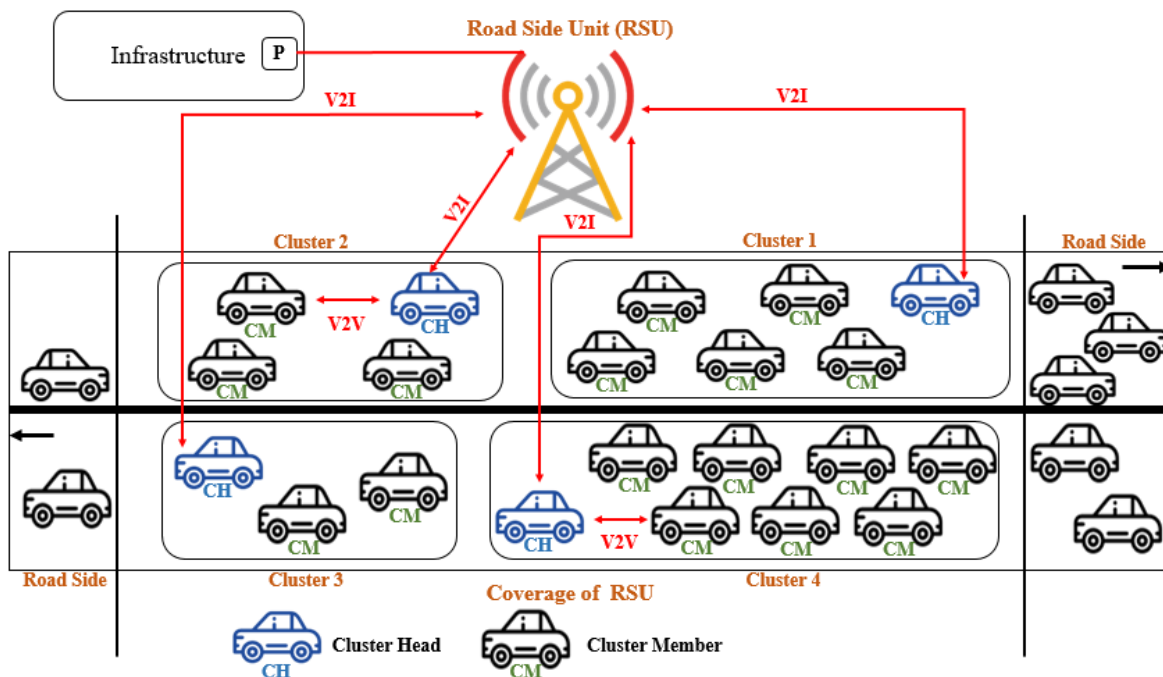 Road Side Unit (RSU)
Infrastructure
P
V2I
V2I
V2I
V2I
Cluster 2
Cluster 1
Road Side
CM
V2V
CH
CM
CM
CM
CM
CH
CM
CM
CM
CH
CM
CM
CM
CM
CM
CM
CH
V2V
CM
CM
CM
Road Side
Cluster 3
Cluster 4
Coverage of RSU
Cluster Head
CH
Cluster Member
CM